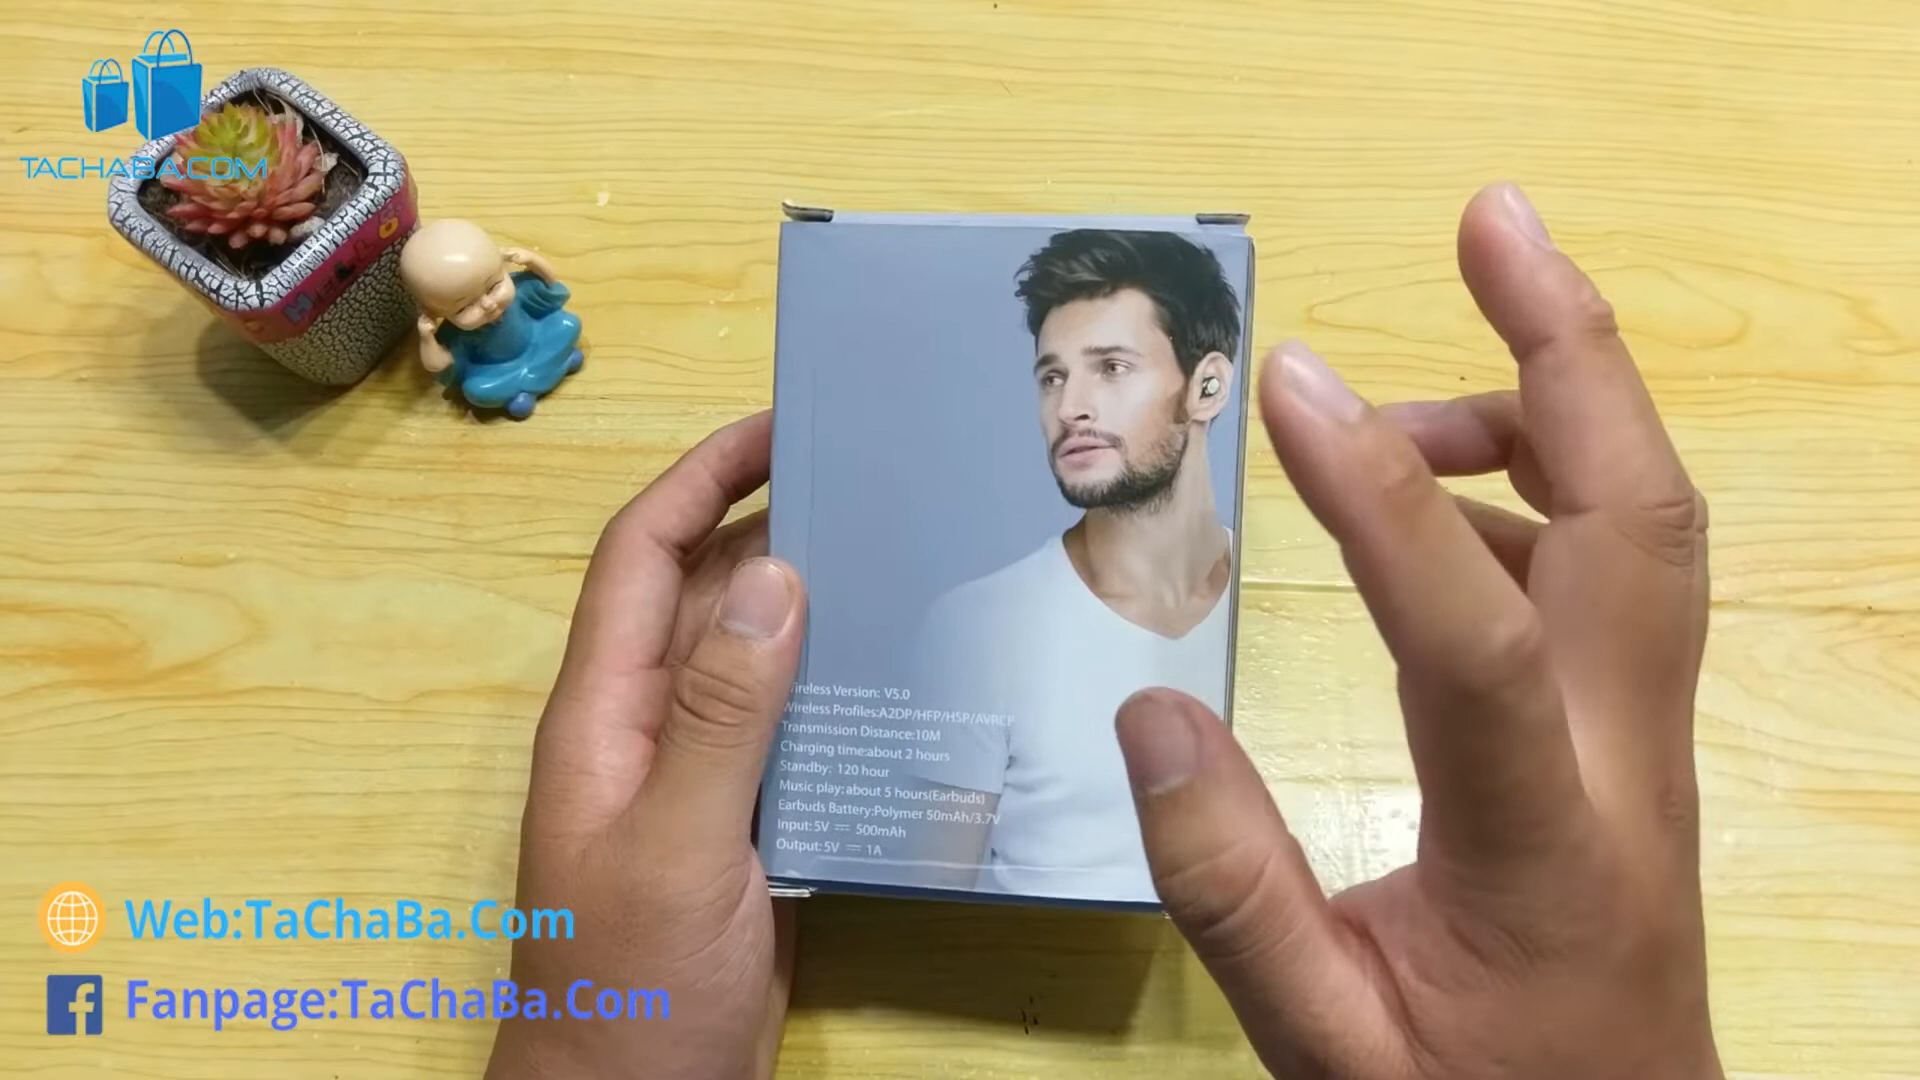 TACHABA.COM
Wireless Version: V5.0
Wireless Profiles:A2DP/HFP/HSP/AVRCP
Transmission Distance:10M
Charging time:about 2 hours
Standby: 120 hour
Music play:about 5 hours(Earbuds)
Earbuds Battery:Polymer 50mAh/3.7V
Input:5V ⎓ 500mAh
Output:5V ⎓ 1A
Web:TaChaBa.Com
Fanpage:TaChaBa.Com